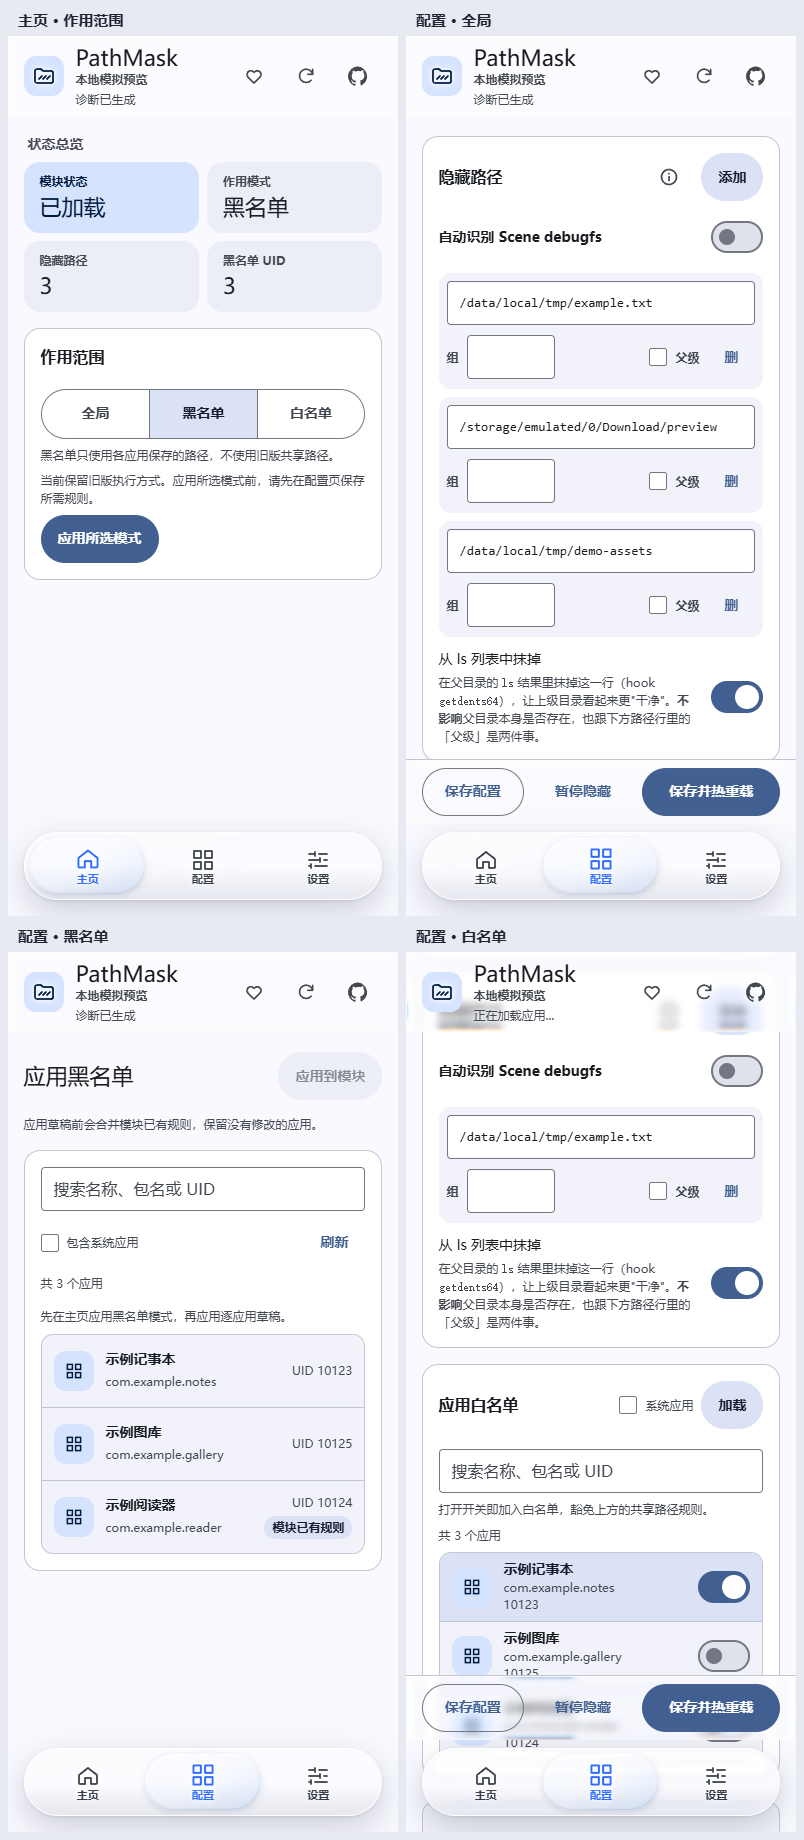 主页 • 作用范围
PathMask
本地模拟预览
诊断已生成
状态总览
模块状态
已加载
作用模式
黑名单
隐藏路径
3
黑名单 UID
3
作用范围
全局
黑名单
白名单
黑名单只使用各应用保存的路径，不使用旧版共享路径。
当前保留旧版执行方式。应用所选模式前，请先在配置页保存
所需规则。
应用所选模式
主页
配置
设置
配置 • 全局
PathMask
本地模拟预览
诊断已生成
隐藏路径
添加
自动识别 Scene debugfs
/data/local/tmp/example.txt
组
父级
删
/storage/emulated/0/Download/preview
组
父级
删
/data/local/tmp/demo-assets
组
父级
删
从 ls 列表中抹掉
在父目录的 ls 结果里抹掉这一行（hook
getdents64），让上级目录看起来更"干净"。不
影响父目录本身是否存在，也跟下方路径行里的
「父级」是两件事。
保存配置
暂停隐藏
保存并热重载
主页
配置
设置
配置 • 黑名单
PathMask
本地模拟预览
诊断已生成
应用黑名单
应用到模块
应用草稿前会合并模块已有规则，保留没有修改的应用。
搜索名称、包名或 UID
包含系统应用
刷新
共 3 个应用
先在主页应用黑名单模式，再应用逐应用草稿。
示例记事本
com.example.notes
UID 10123
示例图库
com.example.gallery
UID 10125
示例阅读器
com.example.reader
UID 10124
模块已有规则
主页
配置
设置
配置 • 白名单
PathMask
本地模拟预览
正在加载应用...
自动识别 Scene debugfs
/data/local/tmp/example.txt
组
父级
删
从 ls 列表中抹掉
在父目录的 ls 结果里抹掉这一行（hook
getdents64），让上级目录看起来更"干净"。不
影响父目录本身是否存在，也跟下方路径行里的
「父级」是两件事。
应用白名单
系统应用
加载
搜索名称、包名或 UID
打开开关即加入白名单，豁免上方的共享路径规则。
共 3 个应用
示例记事本
com.example.notes
10123
示例图库
com.example.gallery
10125
保存配置
暂停隐藏
保存并热重载
10124
主页
配置
设置